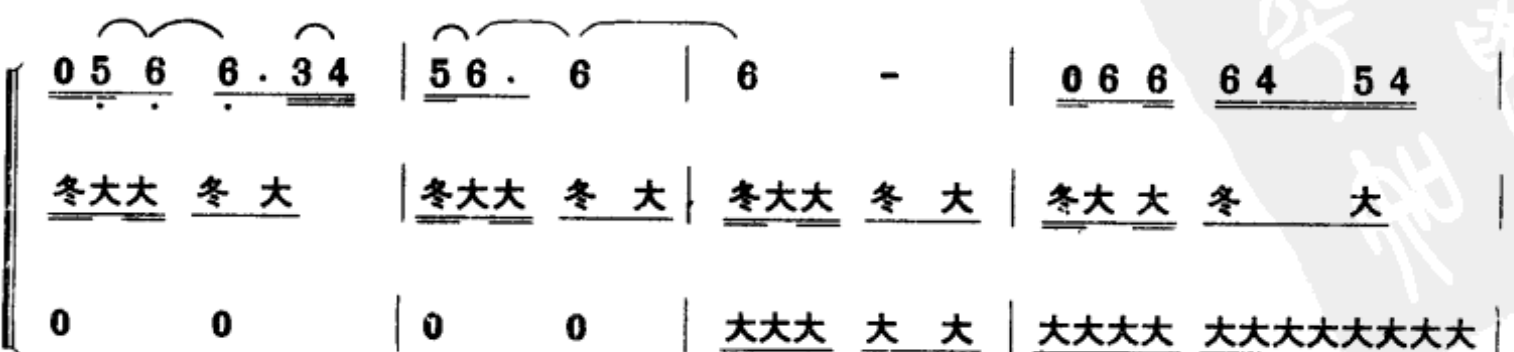 0 5 6 6 . 3 4 | 5 6 . 6 | 6 - | 0 6 6 6 4 5 4 |
冬大大 冬 大 | 冬大大 冬 大 | 冬大大 冬 大 | 冬大 大 冬 大 |
0 0 | 0 0 | 大大大 大 大 | 大大大大 大大大大大大大大 |